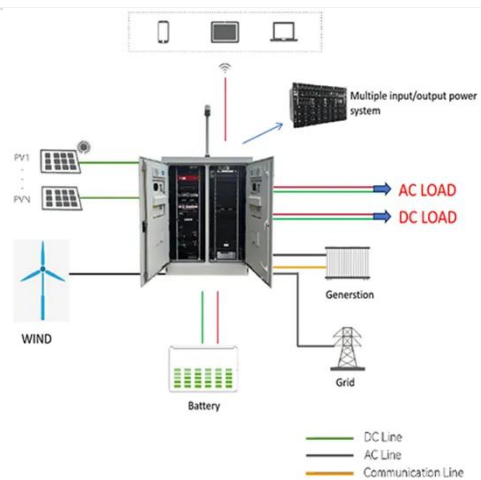 Multiple input/output power
system
PV1
PVN
AC LOAD
DC LOAD
WIND
Generstion
Grid
Battery
DC Line
AC Line
Communication Line